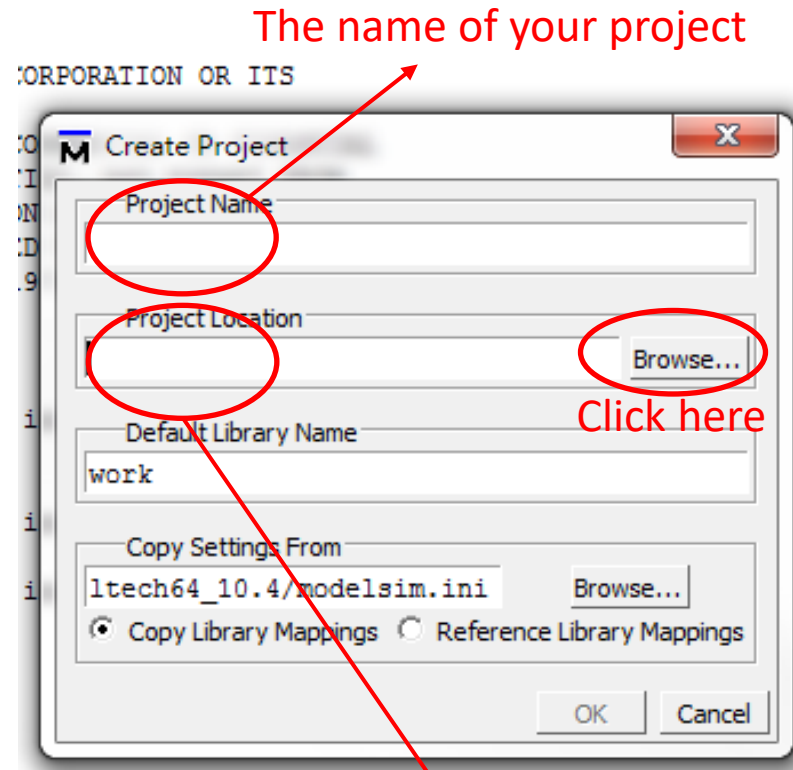 The name of your project
CORPORATION OR ITS
Create Project
Project Name
Project Location
Browse...
Click here
Default Library Name
work
Copy Settings From
ltech64_10.4/modelsim.ini Browse...
Copy Library Mappings Reference Library Mappings
OK Cancel